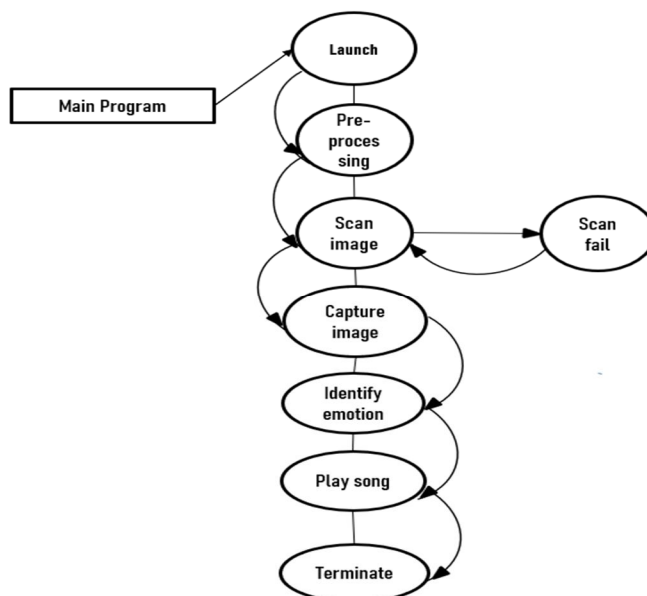 Launch
Main Program
Pre-
proces
sing
Scan
image
Scan
fail
Capture
image
Identify
emotion
Play song
Terminate